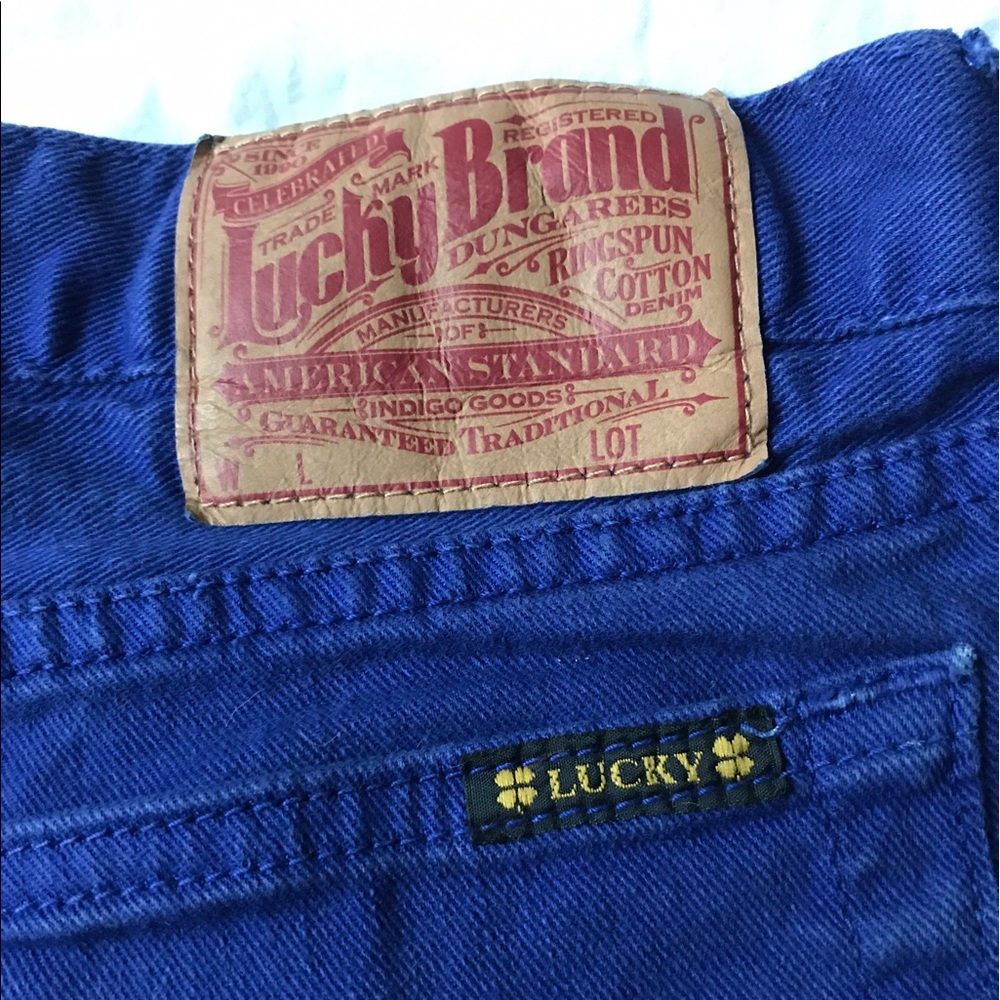 SINCE
1990
CELEBRATED
TRADE MARK REGISTERED
Lucky Brand
DUNGAREES
RINGSPUN
COTTON
DENIM
MANUFACTURERS
OF
AMERICAN STANDARD
INDIGO GOODS
GUARANTEED TRADITIONAL
W L LOT
LUCKY